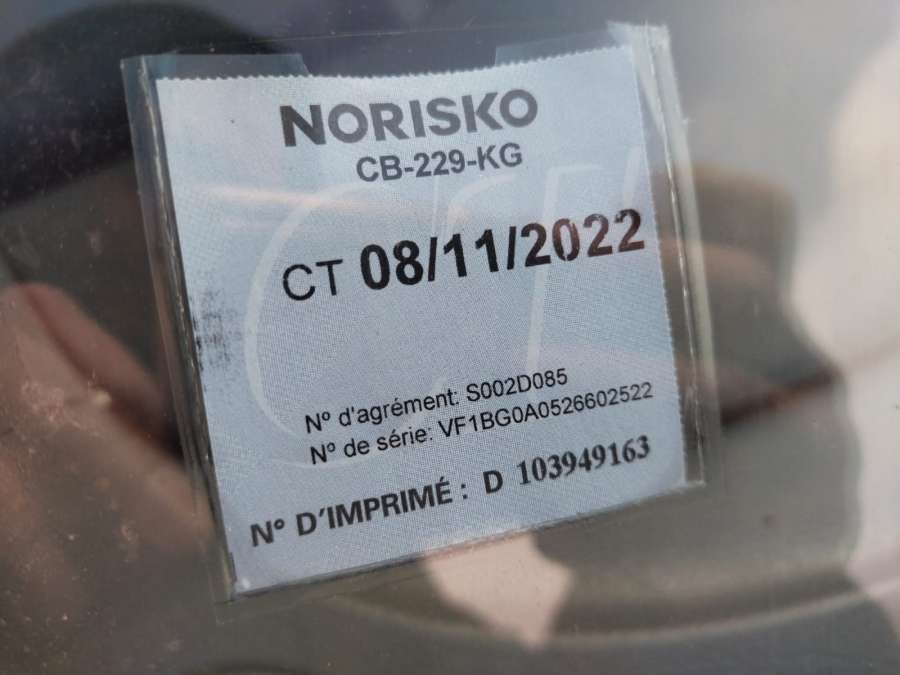 NORISKO
CB-229-KG
CT 08/11/2022
N° d'agrément: S002D085
N° de série: VF1BG0A0526602522
N° D'IMPRIMÉ : D 103949163